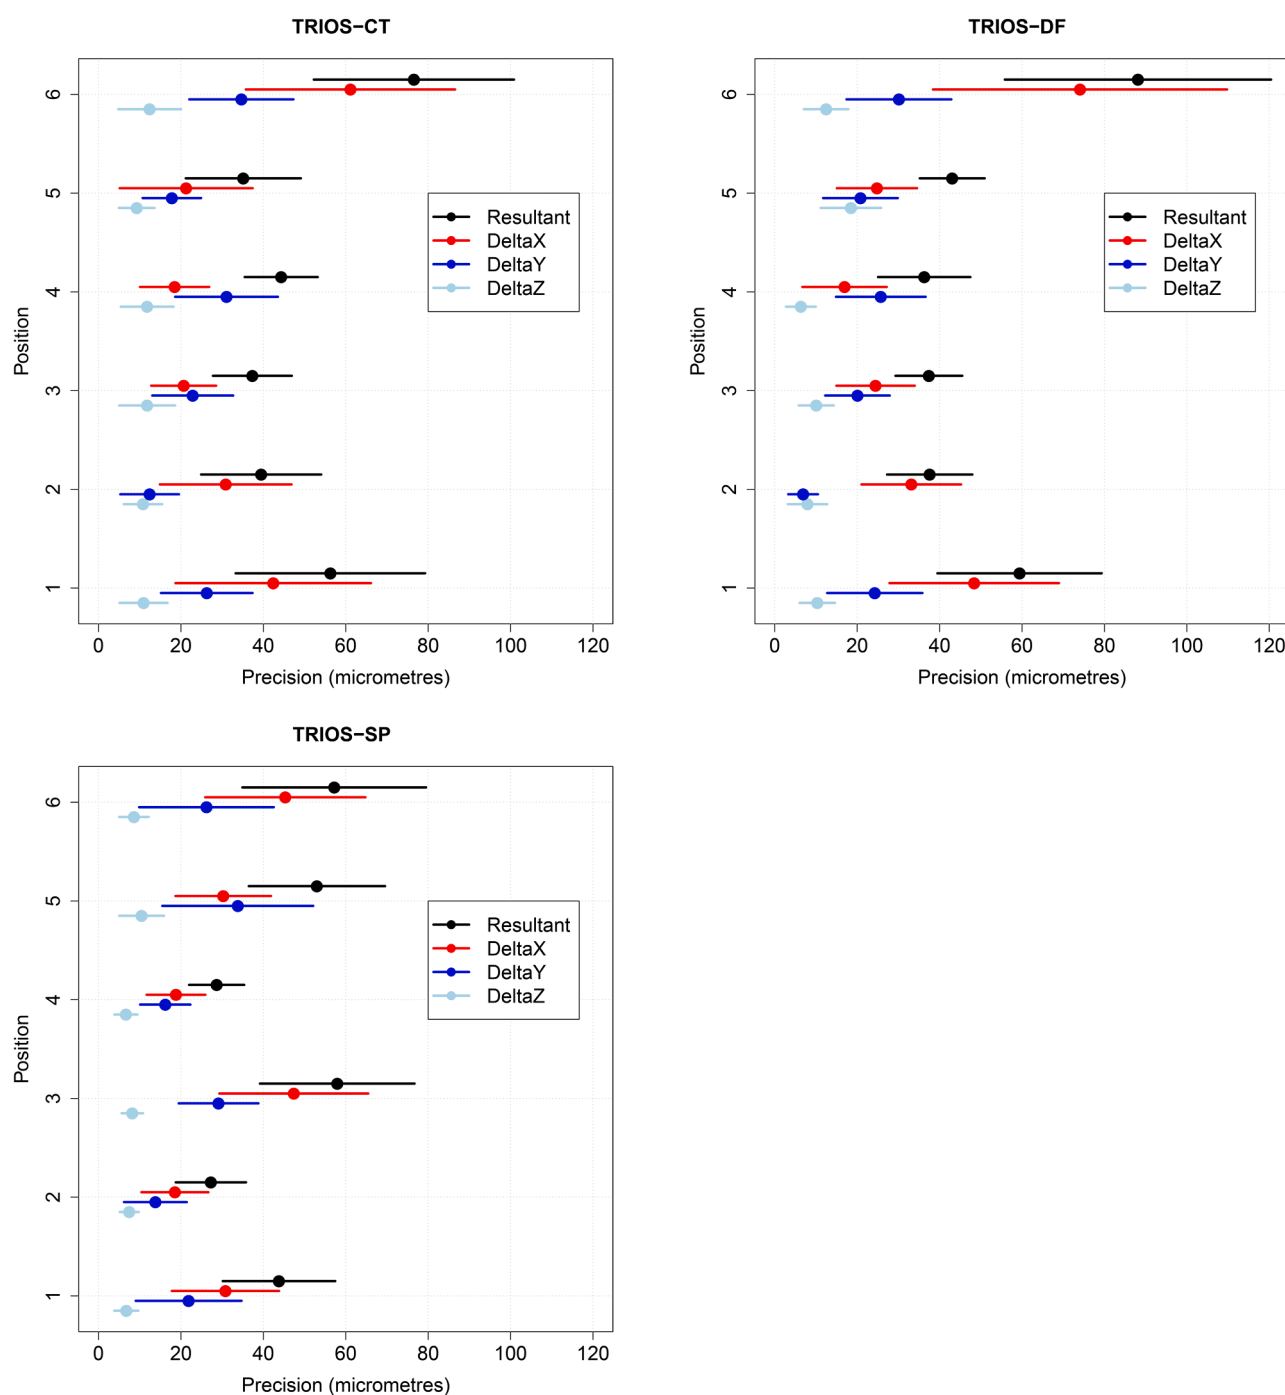 TRIOS−CT
6
5
4
3
2
1
Position
Resultant
DeltaX
DeltaY
DeltaZ
0 20 40 60 80 100 120
Precision (micrometres)
TRIOS−DF
6
5
4
3
2
1
Position
Resultant
DeltaX
DeltaY
DeltaZ
0 20 40 60 80 100 120
Precision (micrometres)
TRIOS−SP
6
5
4
3
2
1
Position
Resultant
DeltaX
DeltaY
DeltaZ
0 20 40 60 80 100 120
Precision (micrometres)